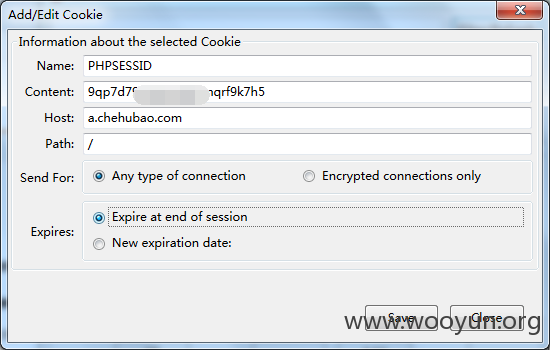 Add/Edit Cookie
Information about the selected Cookie
Name: PHPSESSID
Content: 9qp7d7 qrf9k7h5
Host: a.chehubao.com
Path: /
Send For: Any type of connection Encrypted connections only
Expires: Expire at end of session
New expiration date:
Save Close
www.wooyun.org